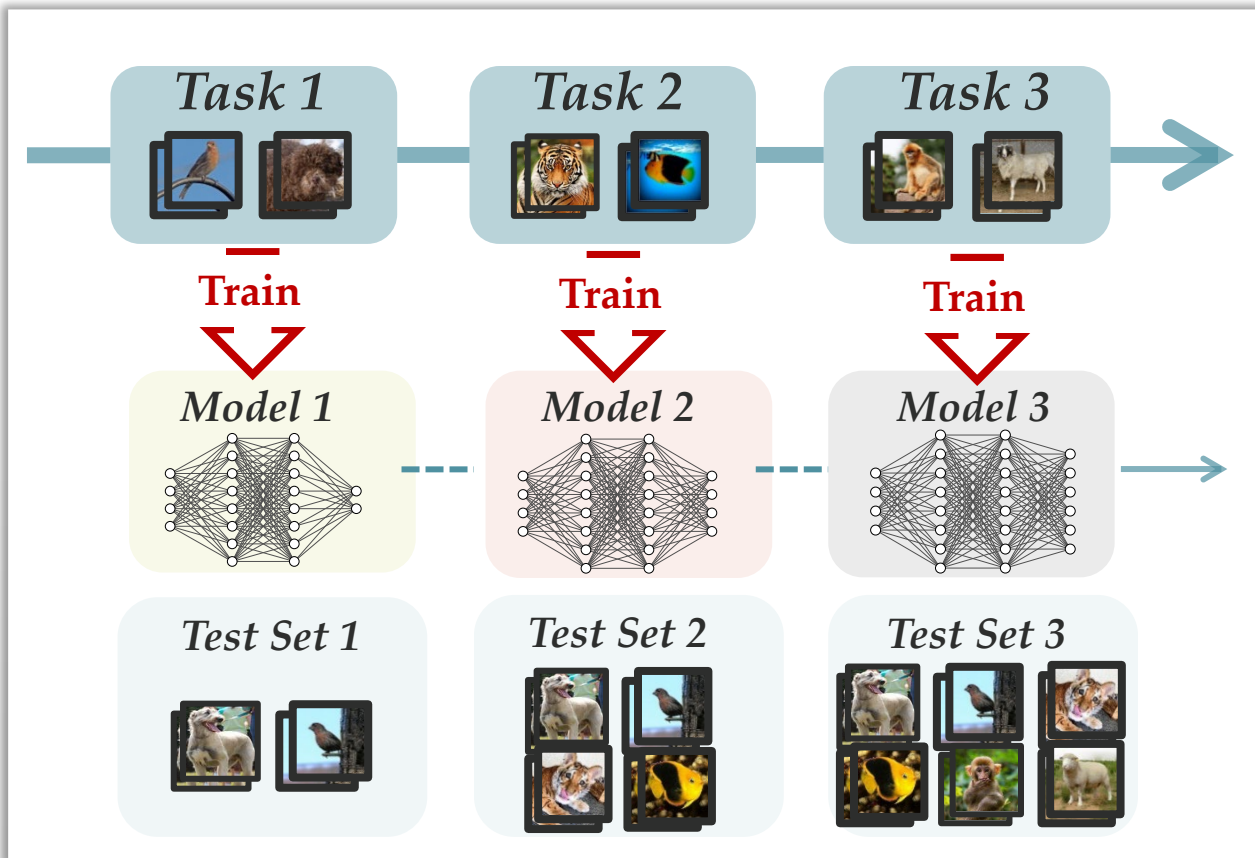 Task 1
Task 2
Task 3
Train
Train
Train
Model 1
Model 2
Model 3
Test Set 1
Test Set 2
Test Set 3